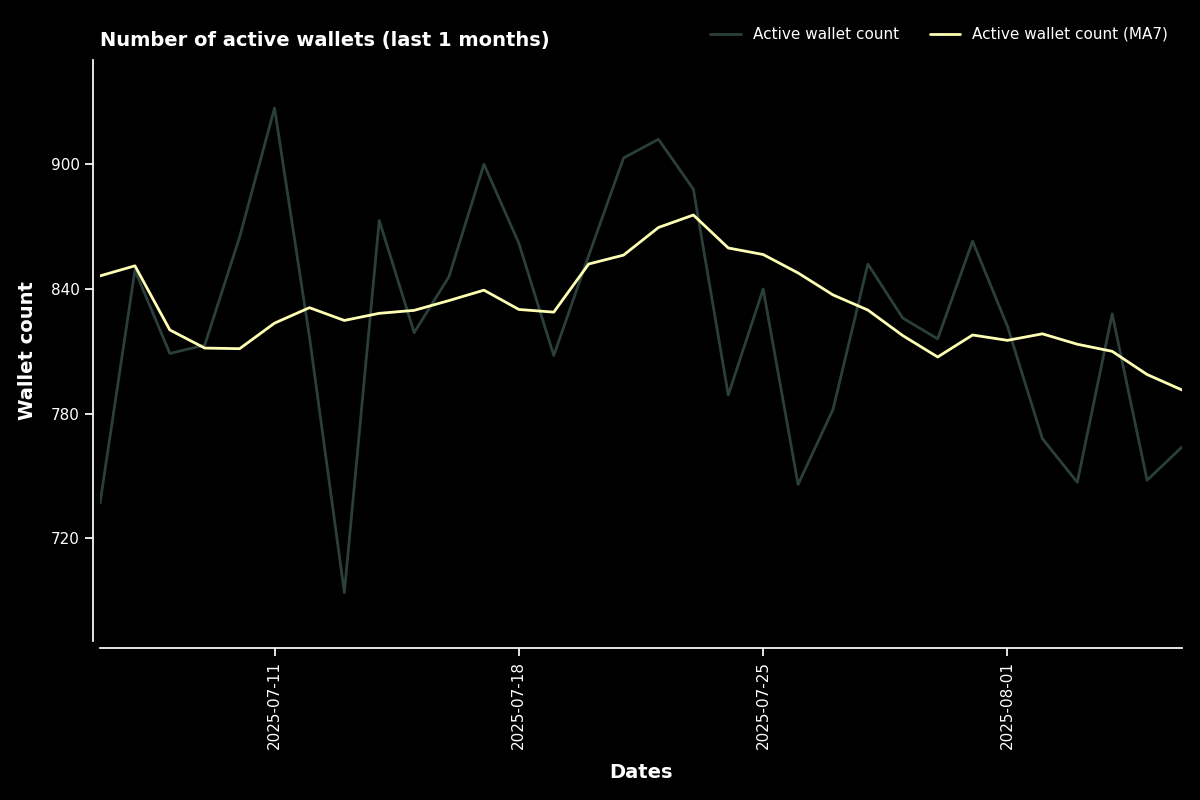 Number of active wallets (last 1 months)
Active wallet count
Active wallet count (MA7)
Wallet count
900
840
780
720
2025-07-11
2025-07-18
2025-07-25
2025-08-01
Dates